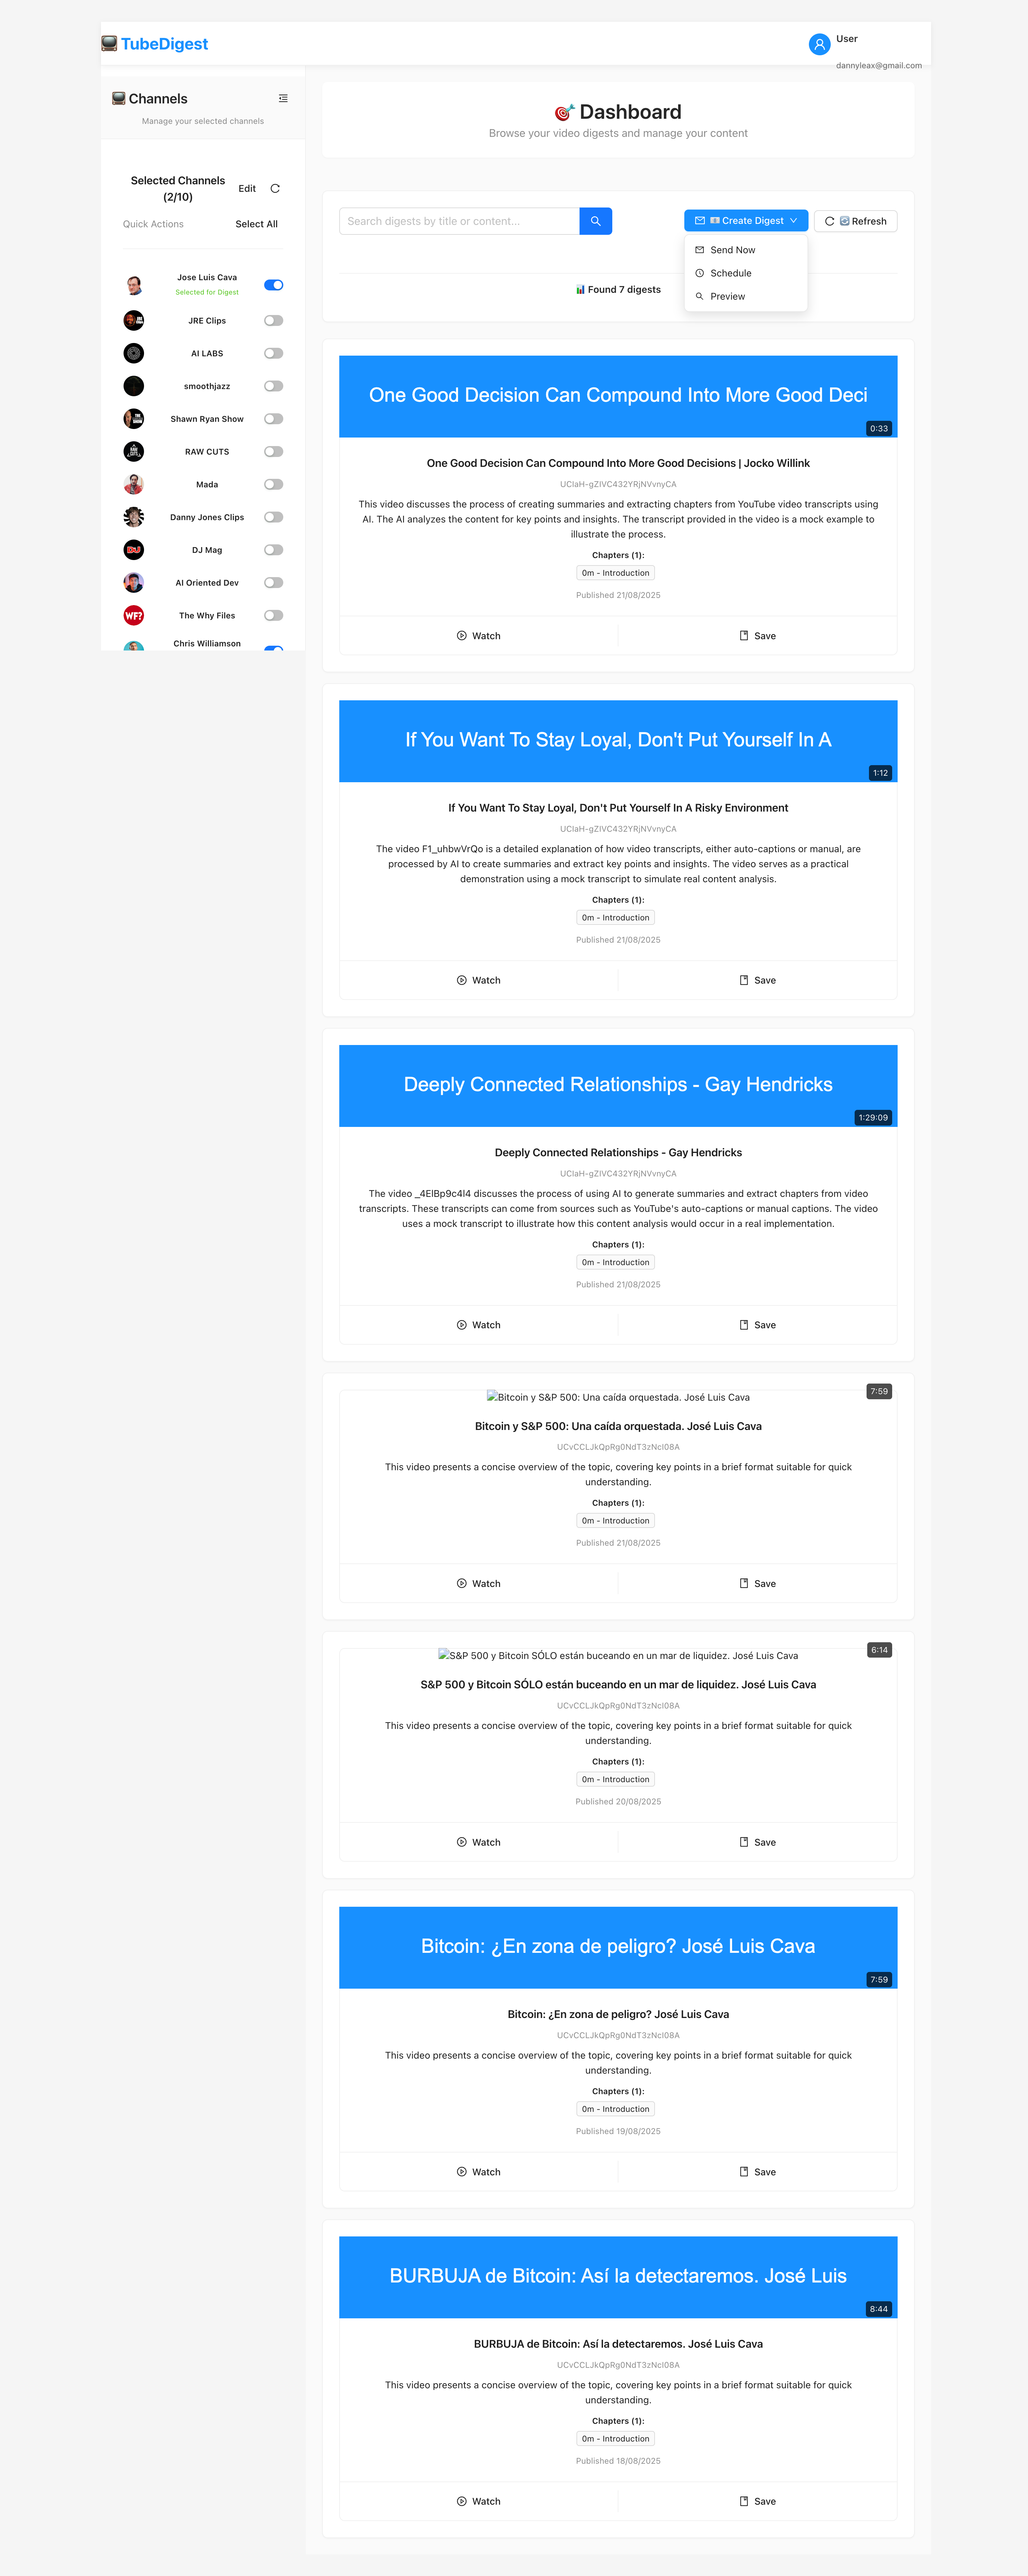 TubeDigest
User
dannyleax@gmail.com
Channels
Manage your selected channels
Selected Channels
(2/10)
Edit
Quick Actions
Select All
Jose Luis Cava
Selected for Digest
JRE Clips
AI LABS
smoothjazz
Shawn Ryan Show
RAW CUTS
Mada
Danny Jones Clips
DJ Mag
AI Oriented Dev
WF?
The Why Files
Chris Williamson
Dashboard
Browse your video digests and manage your content
Search digests by title or content...
Create Digest
Refresh
Send Now
Schedule
Preview
Found 7 digests
One Good Decision Can Compound Into More Good Deci
0:33
One Good Decision Can Compound Into More Good Decisions | Jocko Willink
UCIaH-gZIVC432YRjNVvnyCA
This video discusses the process of creating summaries and extracting chapters from YouTube video transcripts using
AI. The AI analyzes the content for key points and insights. The transcript provided in the video is a mock example to
illustrate the process.
Chapters (1):
0m - Introduction
Published 21/08/2025
Watch
Save
If You Want To Stay Loyal, Don't Put Yourself In A
1:12
If You Want To Stay Loyal, Don't Put Yourself In A Risky Environment
UCIaH-gZIVC432YRjNVvnyCA
The video F1_uhbwVrQo is a detailed explanation of how video transcripts, either auto-captions or manual, are
processed by AI to create summaries and extract key points and insights. The video serves as a practical
demonstration using a mock transcript to simulate real content analysis.
Chapters (1):
0m - Introduction
Published 21/08/2025
Watch
Save
Deeply Connected Relationships - Gay Hendricks
1:29:09
Deeply Connected Relationships - Gay Hendricks
UCIaH-gZIVC432YRjNVvnyCA
The video _4ElBp9c4l4 discusses the process of using AI to generate summaries and extract chapters from video
transcripts. These transcripts can come from sources such as YouTube's auto-captions or manual captions. The video
uses a mock transcript to illustrate how this content analysis would occur in a real implementation.
Chapters (1):
0m - Introduction
Published 21/08/2025
Watch
Save
7:59
Bitcoin y S&P 500: Una caída orquestada. José Luis Cava
Bitcoin y S&P 500: Una caída orquestada. José Luis Cava
UCvCCLJkQpRg0NdT3zNcI08A
This video presents a concise overview of the topic, covering key points in a brief format suitable for quick
understanding.
Chapters (1):
0m - Introduction
Published 21/08/2025
Watch
Save
6:14
S&P 500 y Bitcoin SÓLO están buceando en un mar de liquidez. José Luis Cava
S&P 500 y Bitcoin SÓLO están buceando en un mar de liquidez. José Luis Cava
UCvCCLJkQpRg0NdT3zNcI08A
This video presents a concise overview of the topic, covering key points in a brief format suitable for quick
understanding.
Chapters (1):
0m - Introduction
Published 20/08/2025
Watch
Save
Bitcoin: ¿En zona de peligro? José Luis Cava
7:59
Bitcoin: ¿En zona de peligro? José Luis Cava
UCvCCLJkQpRg0NdT3zNcI08A
This video presents a concise overview of the topic, covering key points in a brief format suitable for quick
understanding.
Chapters (1):
0m - Introduction
Published 19/08/2025
Watch
Save
BURBUJA de Bitcoin: Así la detectaremos. José Luis
8:44
BURBUJA de Bitcoin: Así la detectaremos. José Luis Cava
UCvCCLJkQpRg0NdT3zNcI08A
This video presents a concise overview of the topic, covering key points in a brief format suitable for quick
understanding.
Chapters (1):
0m - Introduction
Published 18/08/2025
Watch
Save